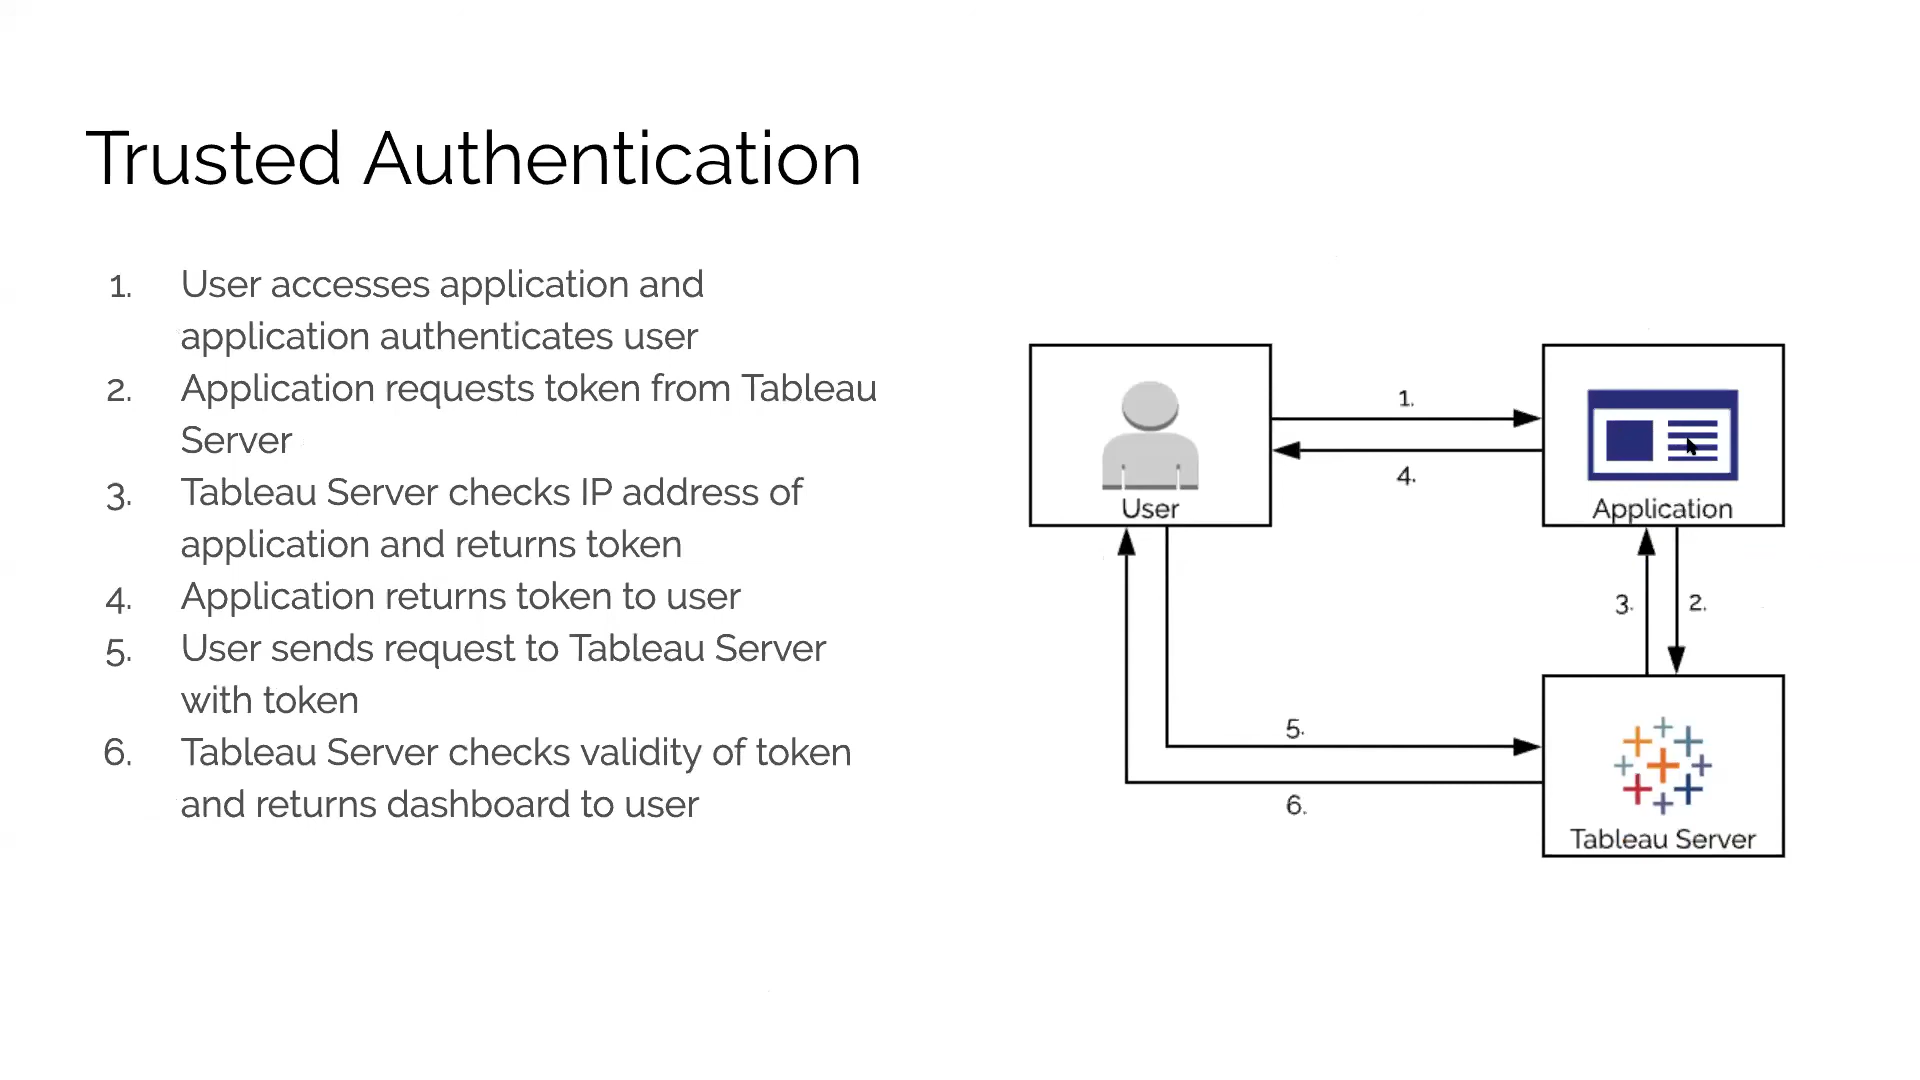 Trusted Authentication
1. User accesses application and
application authenticates user
2. Application requests token from Tableau
Server
3. Tableau Server checks IP address of
application and returns token
4. Application returns token to user
5. User sends request to Tableau Server
with token
6. Tableau Server checks validity of token
and returns dashboard to user
1.
4.
User
Application
3.
2.
5.
6.
Tableau Server